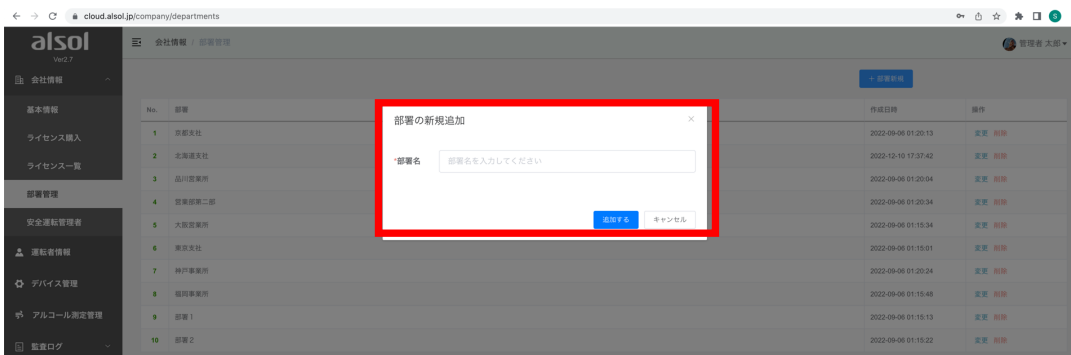 cloud.alsol.jp/company/departments
S
alsol
Ver2.7
会社情報 / 部署管理
管理者 太郎
会社情報
基本情報
ライセンス購入
ライセンス一覧
部署管理
安全運転管理者
運転者情報
デバイス管理
アルコール測定管理
監査ログ
+ 部署新規
No. 部署 作成日時 操作
1 京都支社 2022-09-06 01:20:13 変更 削除
2 北海道支社 2022-12-10 17:37:42 変更 削除
3 品川営業所 2022-09-06 01:20:04 変更 削除
4 営業部第二部 2022-09-06 01:20:34 変更 削除
5 大阪営業所 2022-09-06 01:15:34 変更 削除
6 東京支社 2022-09-06 01:15:01 変更 削除
7 神戸事業所 2022-09-06 01:20:24 変更 削除
8 福岡事業所 2022-09-06 01:15:48 変更 削除
9 部署1 2022-09-06 01:15:13 変更 削除
10 部署2 2022-09-06 01:15:22 変更 削除
部署の新規追加
*部署名 部署名を入力してください
追加する キャンセル